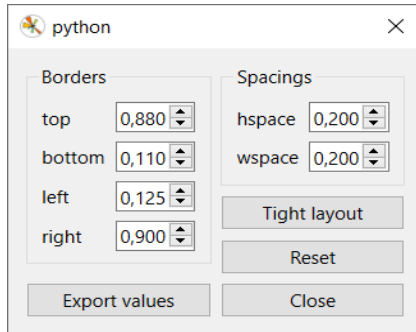 python
Borders
top 0,880
bottom 0,110
left 0,125
right 0,900
Export values
Spacings
hspace 0,200
wspace 0,200
Tight layout
Reset
Close